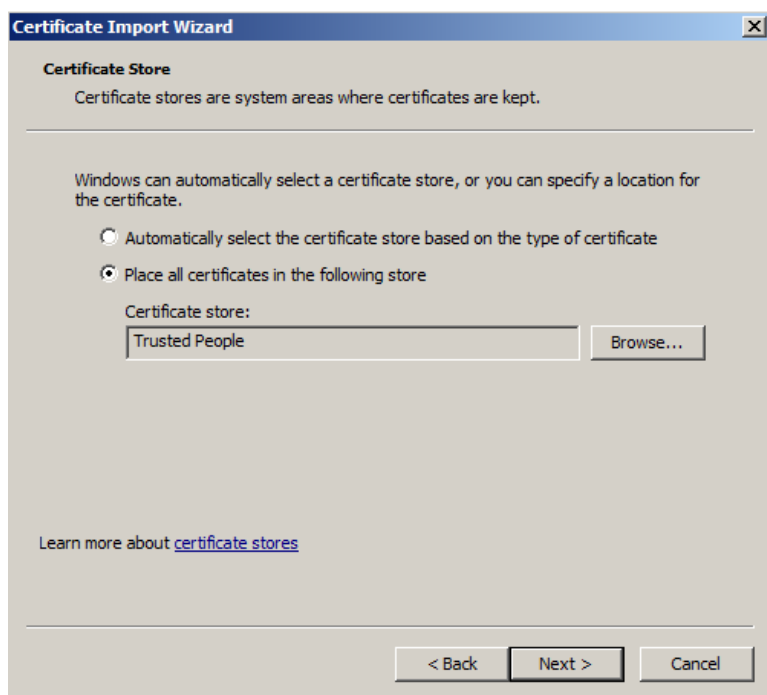 Certificate Import Wizard
Certificate Store
Certificate stores are system areas where certificates are kept.
Windows can automatically select a certificate store, or you can specify a location for
the certificate.
Automatically select the certificate store based on the type of certificate
Place all certificates in the following store
Certificate store:
Trusted People
Browse...
Learn more about certificate stores
< Back
Next >
Cancel